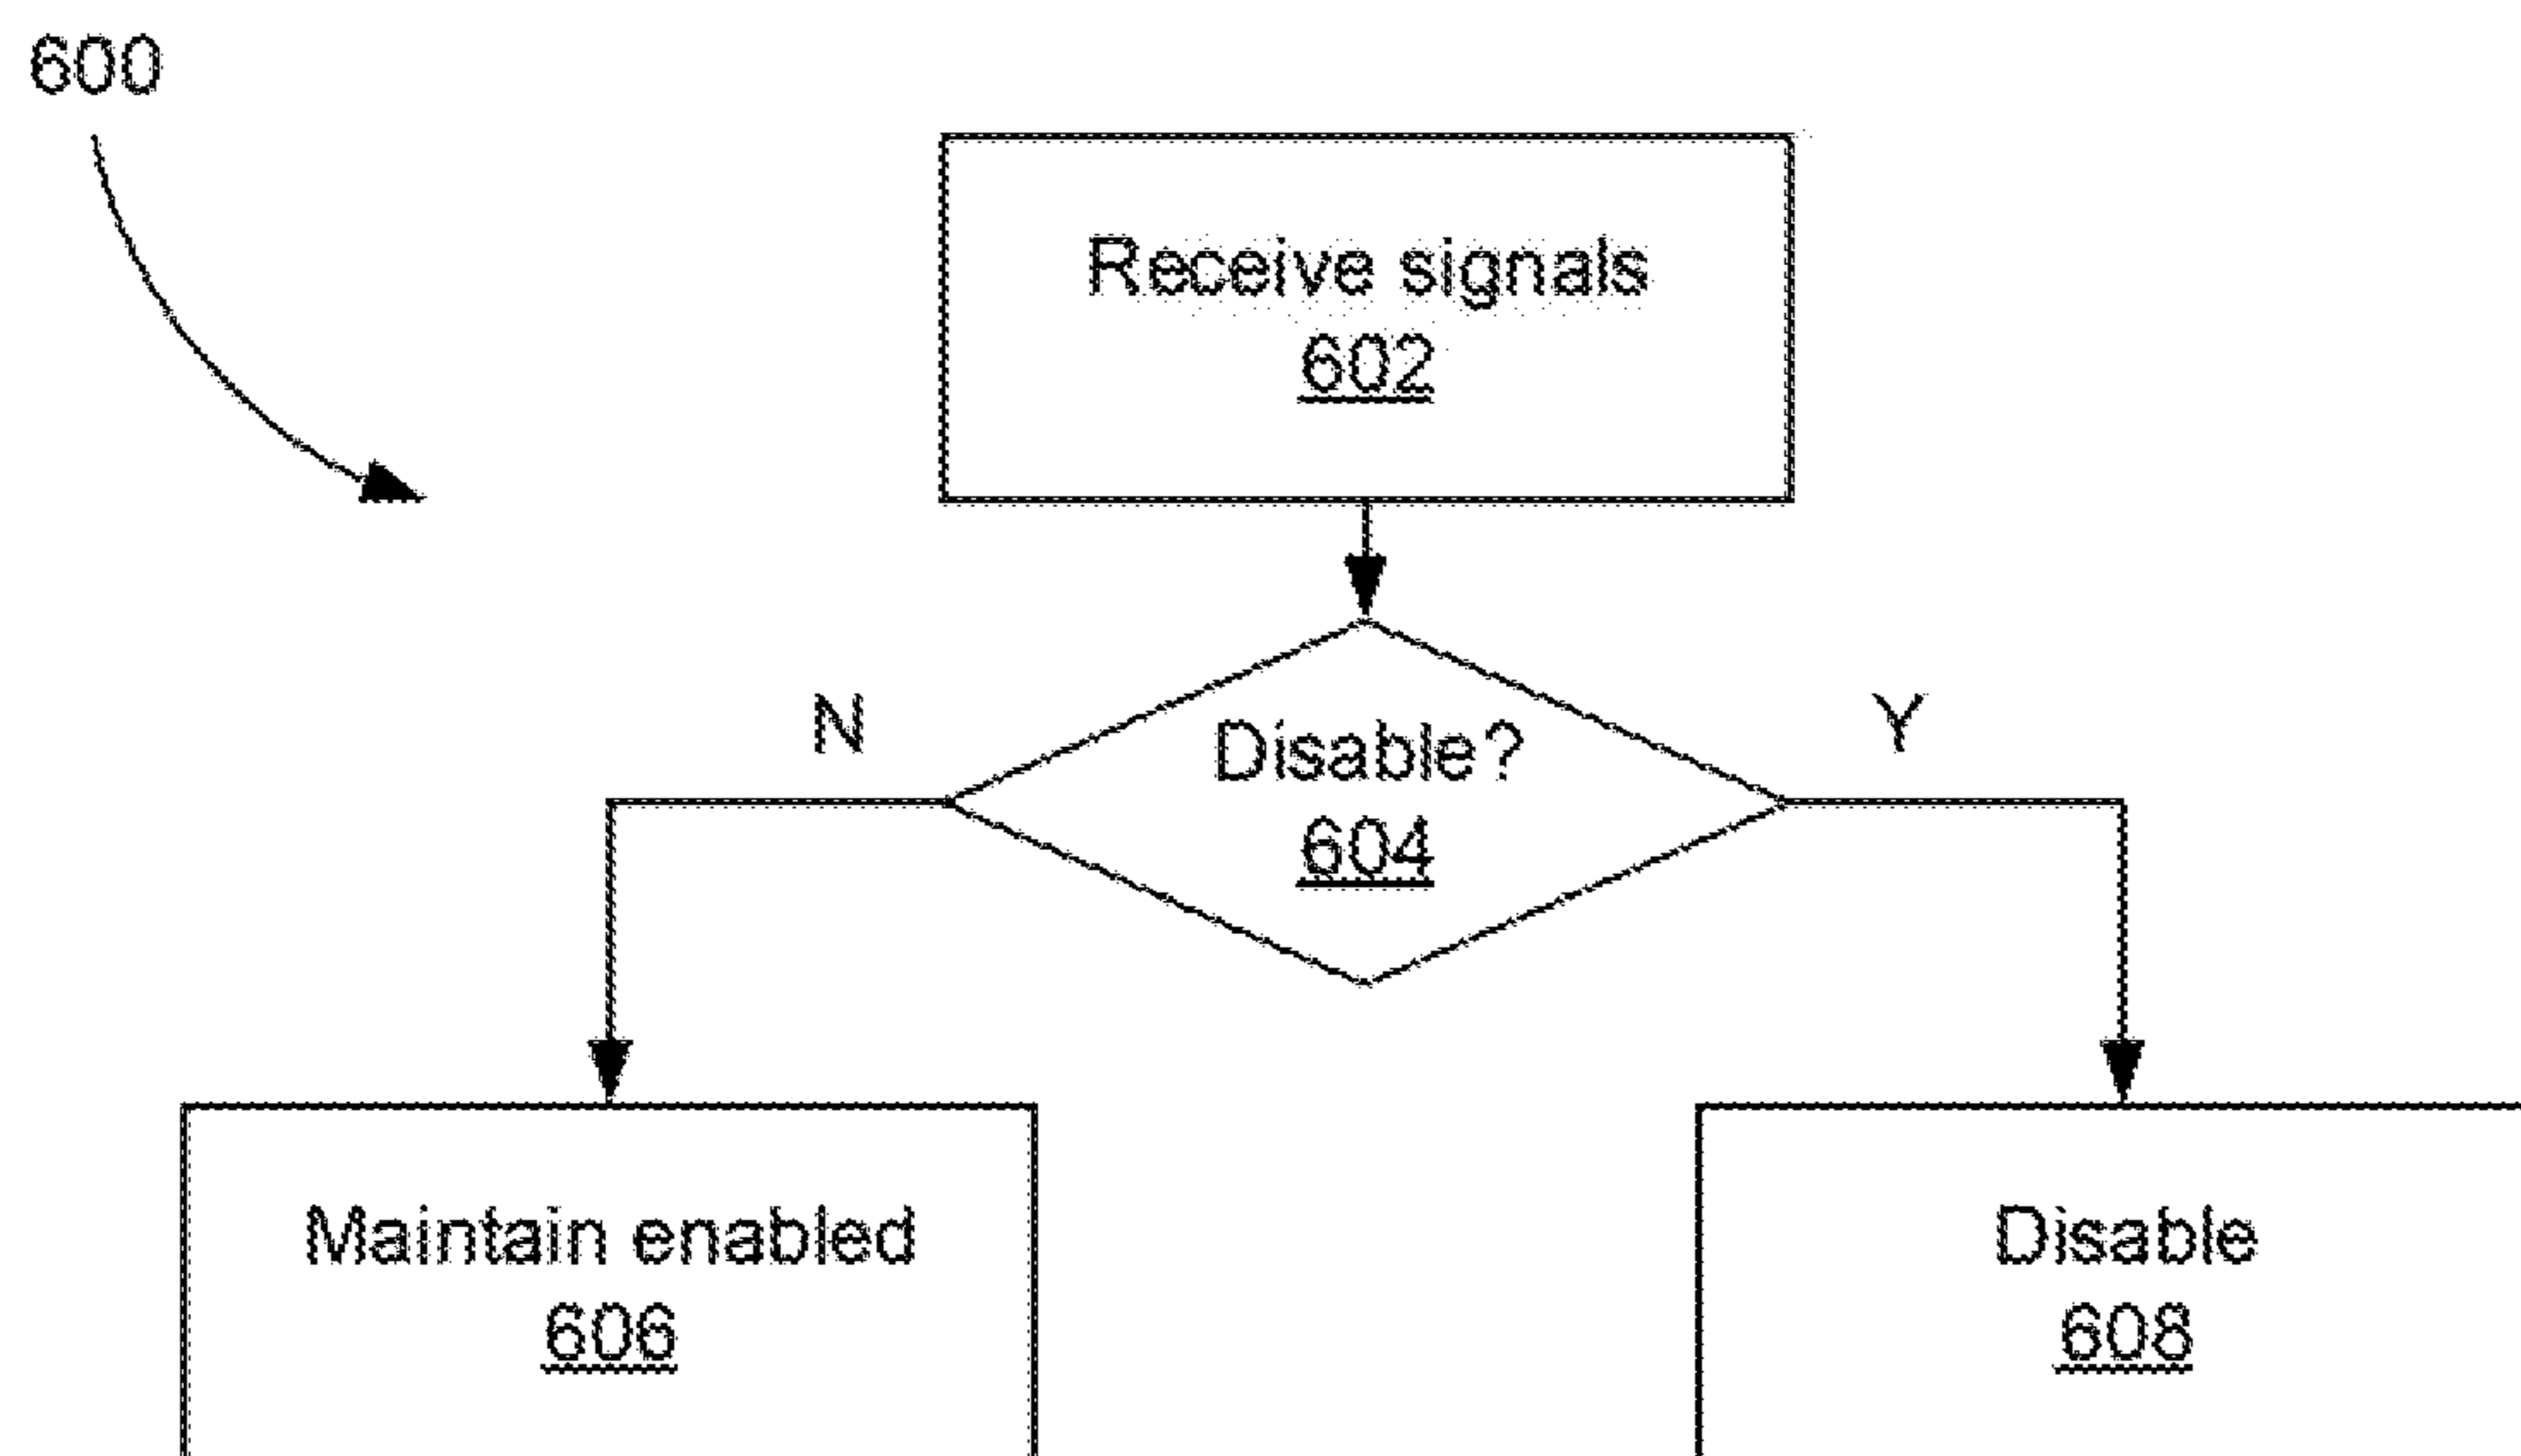 600
Receive signals
602
N
Disable?
Y
604
Maintain enabled
606
Disable
608